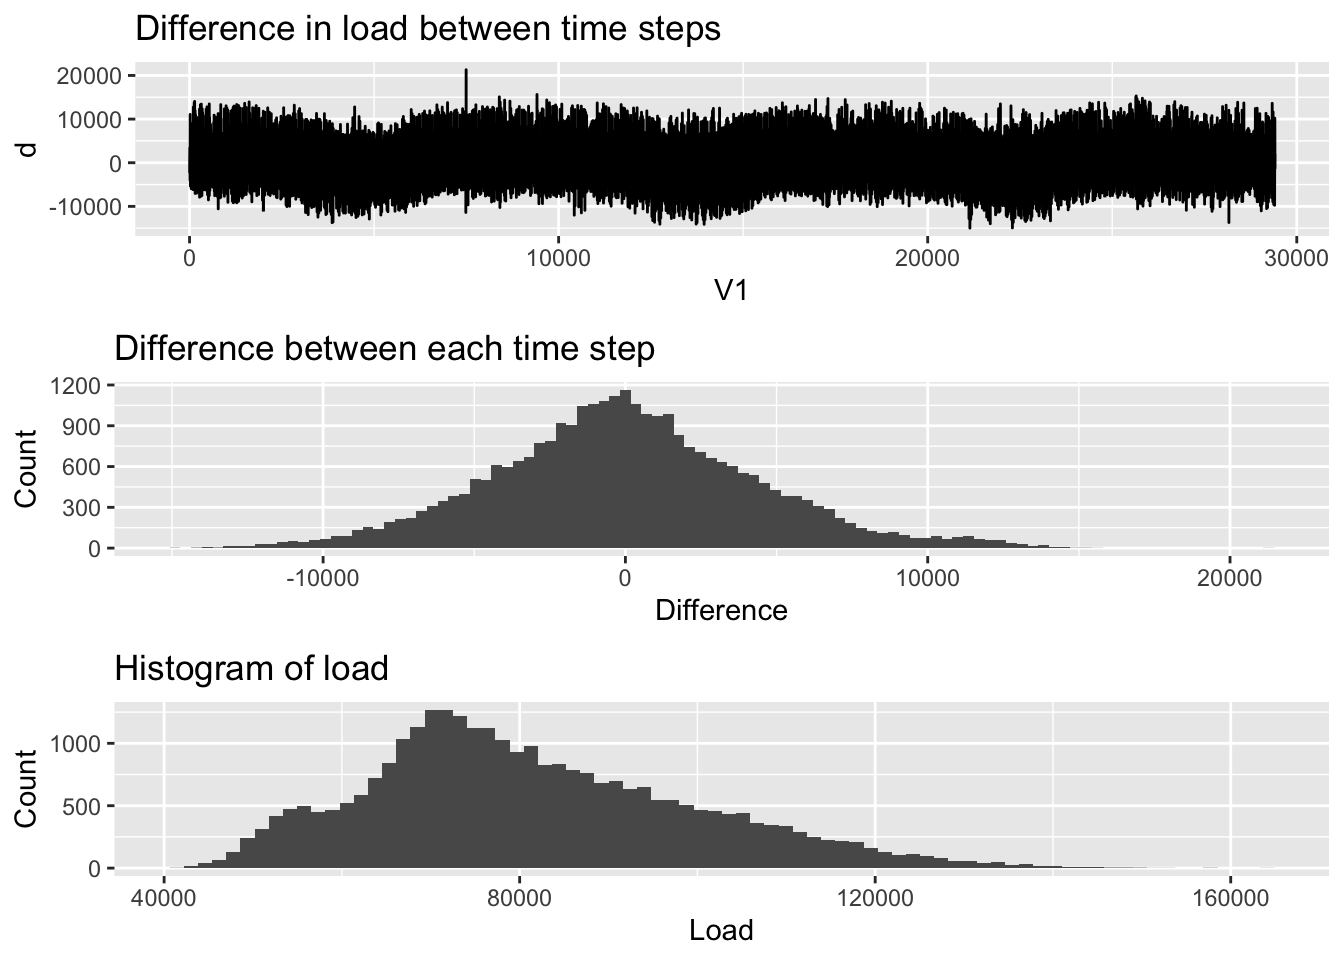 Difference in load between time steps
20000
10000
0
-10000
d
0 10000 20000 30000
V1
Difference between each time step
1200
900
600
300
0
Count
-10000 0 10000 20000
Difference
Histogram of load
1000
500
0
Count
40000 80000 120000 160000
Load